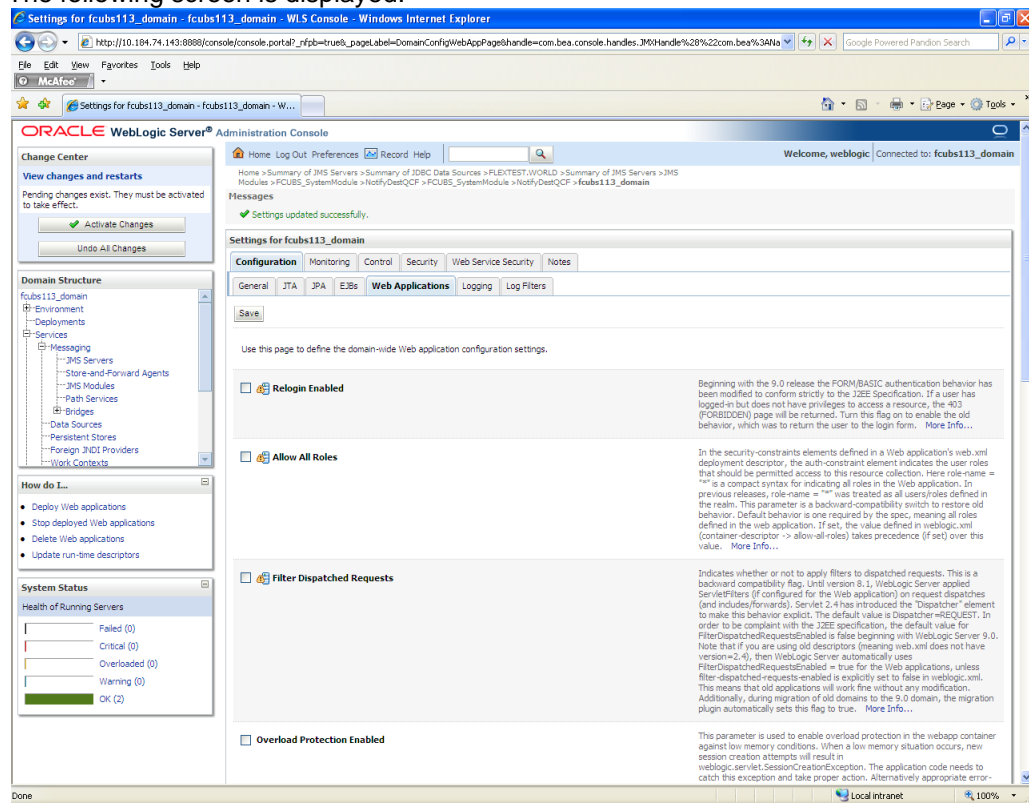 The following screen is displayed:
Settings for fcubs113_domain - fcubs113_domain - WLS Console - Windows Internet Explorer
http://10.184.74.143:8888/console/console.portal?_nfpb=true&_pageLabel=DomainConfigWebAppPage&handle=com.bea.console.handles.JMXHandle%28%22com.bea%3ANa
Google Powered Pandion Search
File Edit View Favorites Tools Help
McAfee
Settings for fcubs113_domain - fcubs113_domain - W...
Page Tools
ORACLE WebLogic Server® Administration Console
Change Center
View changes and restarts
Pending changes exist. They must be activated
to take effect.
Activate Changes
Undo All Changes
Domain Structure
fcubs113_domain
Environment
Deployments
Services
Messaging
JMS Servers
Store-and-Forward Agents
JMS Modules
Path Services
Bridges
Data Sources
Persistent Stores
Foreign JNDI Providers
Work Contexts
How do I...
Deploy Web applications
Stop deployed Web applications
Delete Web applications
Update run-time descriptors
System Status
Health of Running Servers
Failed (0)
Critical (0)
Overloaded (0)
Warning (0)
OK (2)
Home Log Out Preferences Record Help
Welcome, weblogic Connected to: fcubs113_domain
Home >Summary of JMS Servers >Summary of JDBC Data Sources >FLEXTEST.WORLD >Summary of JMS Servers >JMS
Modules >FCUBS_SystemModule >NotifyDestQCF >FCUBS_SystemModule >NotifyDestQCF >fcubs113_domain
Messages
Settings updated successfully.
Settings for fcubs113_domain
Configuration Monitoring Control Security Web Service Security Notes
General JTA JPA EJBs Web Applications Logging Log Filters
Save
Use this page to define the domain-wide Web application configuration settings.
Relogin Enabled
Beginning with the 9.0 release the FORM/BASIC authentication behavior has
been modified to conform strictly to the J2EE Specification. If a user has
logged-in but does not have privileges to access a resource, the 403
(FORBIDDEN) page will be returned. Turn this flag on to enable the old
behavior, which was to return the user to the login form. More Info...
Allow All Roles
In the security-constraints elements defined in a Web application's web.xml
deployment descriptor, the auth-constraint element indicates the user roles
that should be permitted access to this resource collection. Here role-name =
"*" is a compact syntax for indicating all roles in the Web application. In
previous releases, role-name = "*" was treated as all users/roles defined in
the realm. This parameter is a backward-compatibility switch to restore old
behavior. Default behavior is one required by the spec, meaning all roles
defined in the web application. If set, the value defined in weblogic.xml
(container-descriptor -> allow-all-roles) takes precedence (if set) over this
value. More Info...
Filter Dispatched Requests
Indicates whether or not to apply filters to dispatched requests. This is a
backward compatibility flag. Until version 8.1, WebLogic Server applied
ServletFilters (if configured for the Web application) on request dispatches
(and includes/forwards). Servlet 2.4 has introduced the "Dispatcher" element
to make this behavior explicit. The default value is Dispatcher=REQUEST. In
order to be complaint with the J2EE specification, the default value for
FilterDispatchedRequestsEnabled is false beginning with WebLogic Server 9.0.
Note that if you are using old descriptors (meaning web.xml does not have
version=2.4), then WebLogic Server automatically uses
FilterDispatchedRequestsEnabled = true for the Web applications, unless
filter-dispatched-requests-enabled is explicitly set to false in weblogic.xml.
This means that old applications will work fine without any modification.
Additionally, during migration of old domains to the 9.0 domain, the migration
plugin automatically sets this flag to true. More Info...
Overload Protection Enabled
This parameter is used to enable overload protection in the webapp container
against low memory conditions. When a low memory situation occurs, new
session creation attempts will result in
weblogic.servlet.SessionCreationException. The application code needs to
catch this exception and take proper action. Alternatively appropriate error-
Done
Local intranet
100%